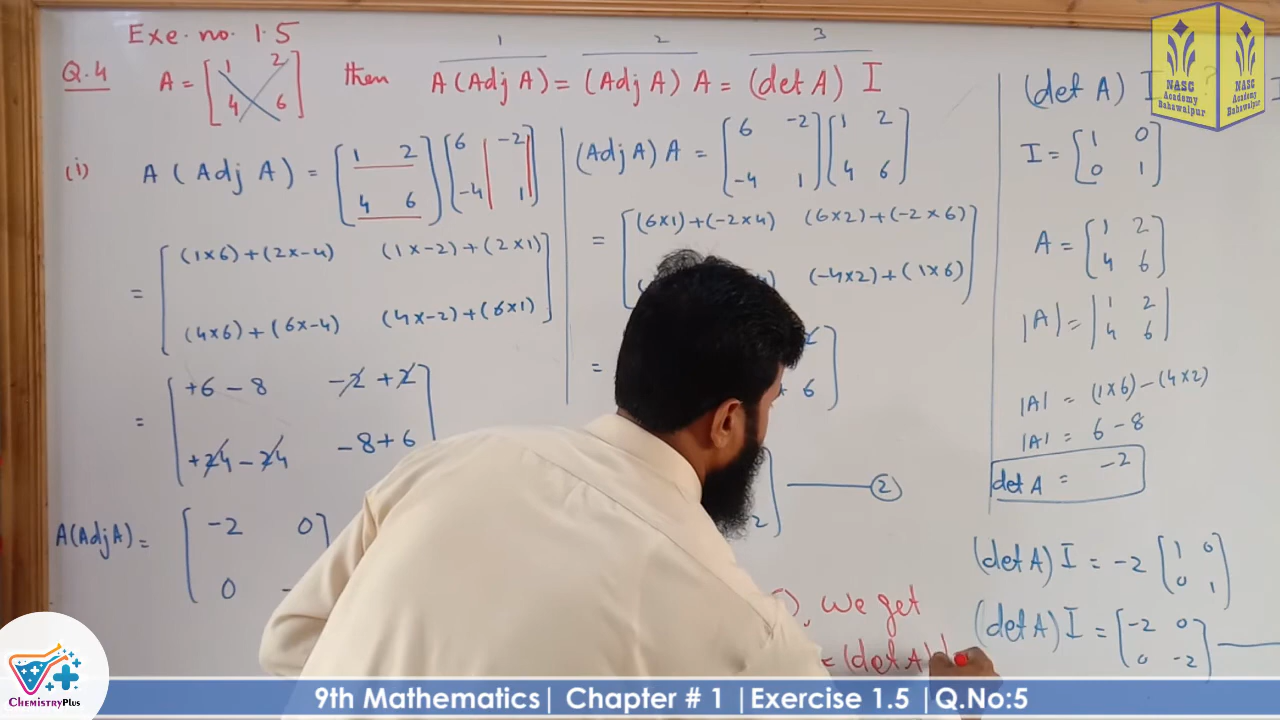 Exe. no. 1.5
Q.4 A = [ 1 2 4 6 ] then A (Adj A) = (Adj A) A = (det A) I
1 2 3
(i) A ( Adj A ) = [ 1 2 4 6 ] [ 6 -2 -4 1 ]
= [ (1×6)+(2×-4) (1×-2)+(2×1)
(4×6)+(6×-4) (4×-2)+(6×1) ]
= [ +6 - 8 -2 + 2
+24 - 24 -8 + 6 ]
A(AdjA) = [ -2 0
0 -
(Adj A) A = [ 6 -2 -4 1 ] [ 1 2 4 6 ]
= [ (6×1)+(-2×4) (6×2)+(-2×6)
(-4×2)+(1×6) ]
=
6 ]
2 ] ②
, We get
= (det A)
(det A) I
I = [ 1 0 0 1 ]
A = [ 1 2 4 6 ]
|A| = | 1 2 4 6 |
|A| = (1×6) - (4×2)
|A| = 6 - 8
det A = -2
(det A) I = -2 [ 1 0 0 1 ]
(det A) I = [ -2 0 0 -2 ]
NASG Academy Bahawalpur
NASG Academy Bahawalpur
CHEMISTRY PLUS
9th Mathematics| Chapter # 1 |Exercise 1.5 |Q.No:5